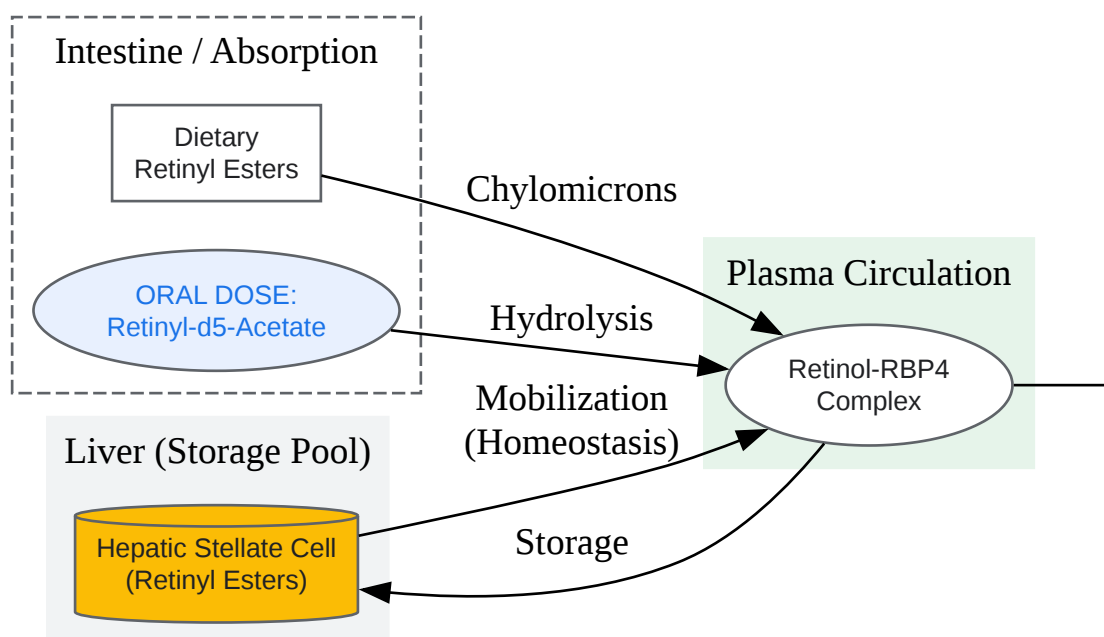 Intestine / Absorption
Dietary
Retinyl Esters
Chylomicrons
ORAL DOSE:
Retinyl-d5-Acetate
Hydrolysis
Plasma Circulation
Retinol-RBP4
Complex
Mobilization
(Homeostasis)
Liver (Storage Pool)
Hepatic Stellate Cell
(Retinyl Esters)
Storage